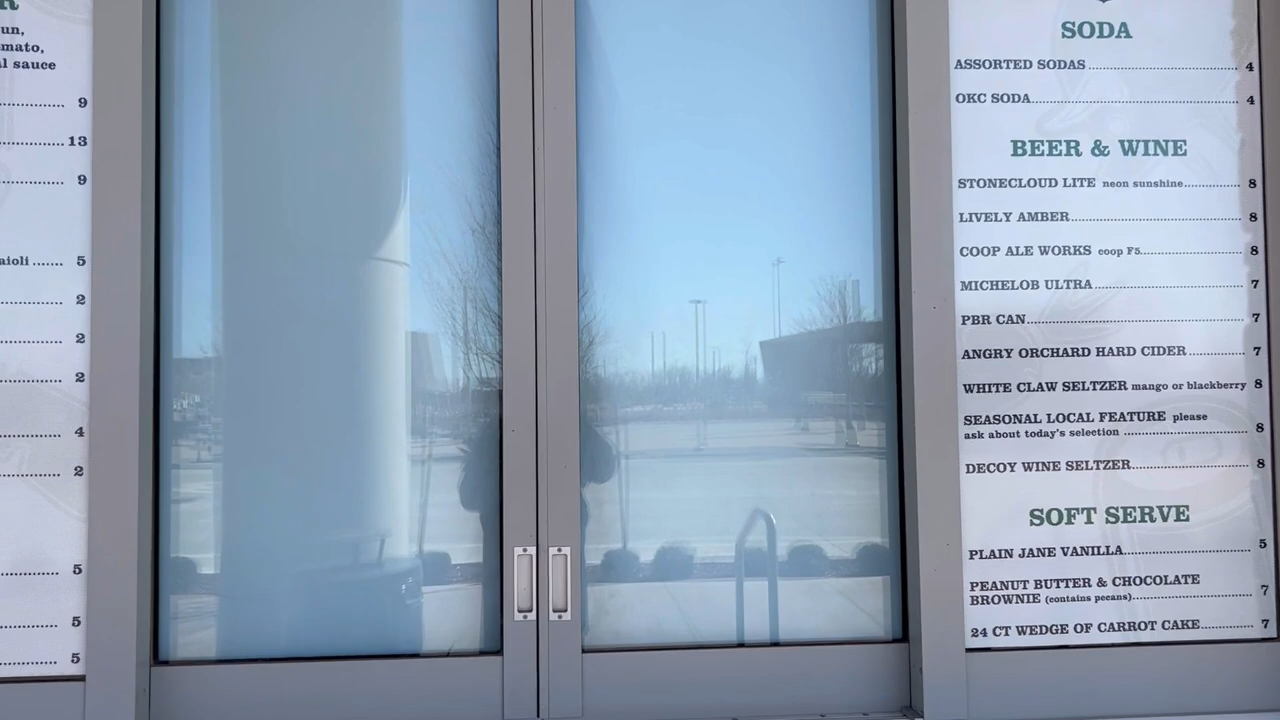 un,
mato,
l sauce
9
13
9
aioli ....... 5
2
2
2
4
2
5
5
5
SODA
ASSORTED SODAS 4
OKC SODA 4
BEER & WINE
STONECLOUD LITE neon sunshine 8
LIVELY AMBER 8
COOP ALE WORKS coop F5 8
MICHELOB ULTRA 7
PBR CAN 7
ANGRY ORCHARD HARD CIDER 7
WHITE CLAW SELTZER mango or blackberry 8
SEASONAL LOCAL FEATURE please
ask about today's selection 8
DECOY WINE SELTZER 8
SOFT SERVE
PLAIN JANE VANILLA 5
PEANUT BUTTER & CHOCOLATE
BROWNIE (contains pecans) 7
24 CT WEDGE OF CARROT CAKE 7